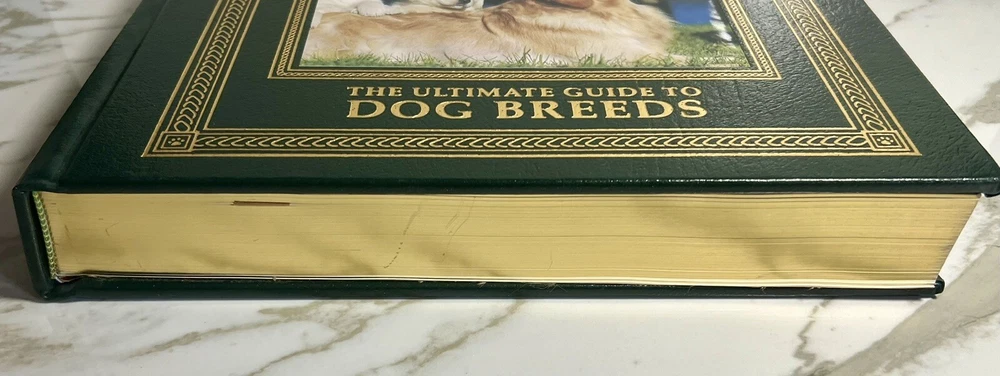 THE ULTIMATE GUIDE TO
DOG BREEDS